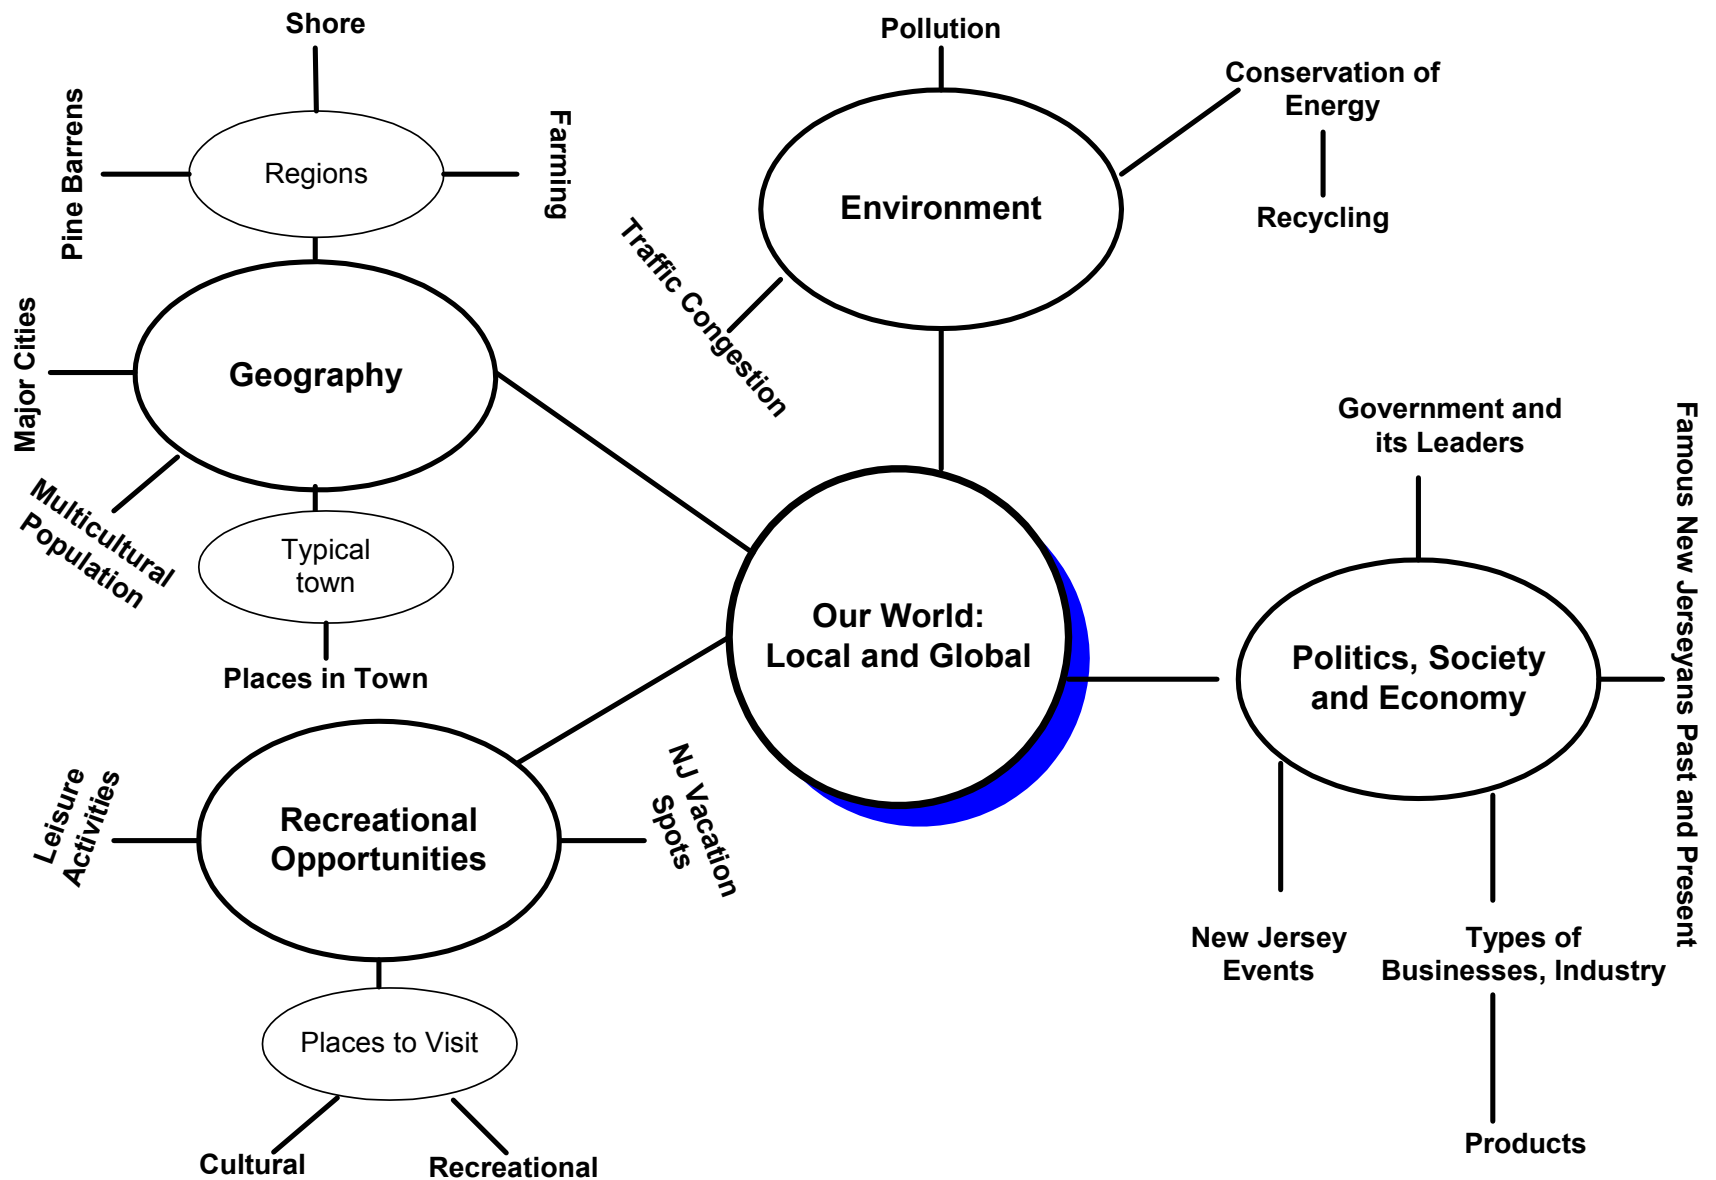 Shore
Pine Barrens
Regions
Farming
Major Cities
Geography
Multicultural
Population
Typical
town
Places in Town
Pollution
Conservation of
Energy
Recycling
Environment
Traffic Congestion
Our World:
Local and Global
Government and
its Leaders
Famous New Jerseyans Past and Present
Politics, Society
and Economy
New Jersey
Events
Types of
Businesses, Industry
Products
Leisure
Activities
Recreational
Opportunities
NJ Vacation
Spots
Places to Visit
Cultural
Recreational